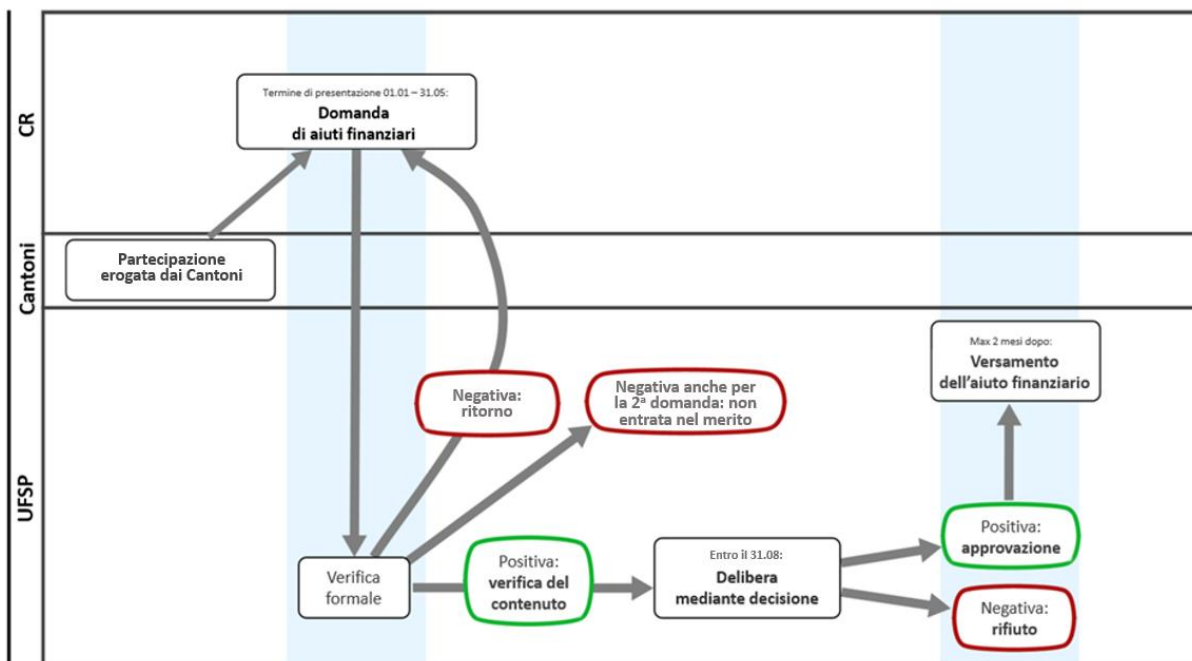 CR
Termine di presentazione 01.01 – 31.05:
Domanda
di aiuti finanziari
Cantoni
Partecipazione
erogata dai Cantoni
UFSP
Max 2 mesi dopo:
Versamento
dell'aiuto finanziario
Negativa:
ritorno
Negativa anche per
la 2ª domanda: non
entrata nel merito
Verifica
formale
Positiva:
verifica del
contenuto
Entro il 31.08:
Delibera
mediante decisione
Positiva:
approvazione
Negativa:
rifiuto